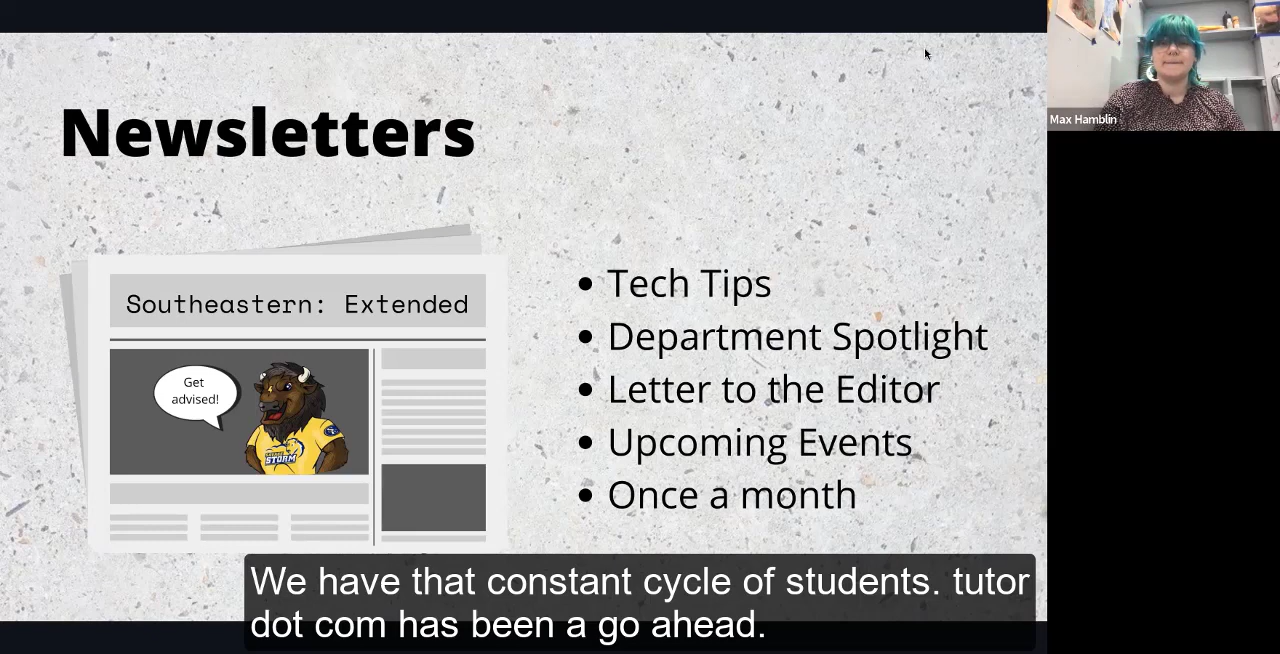 Newsletters
Southeastern: Extended
Get
advised!
STORM
• Tech Tips
• Department Spotlight
• Letter to the Editor
• Upcoming Events
• Once a month
Max Hamblin
We have that constant cycle of students. tutor
dot com has been a go ahead.